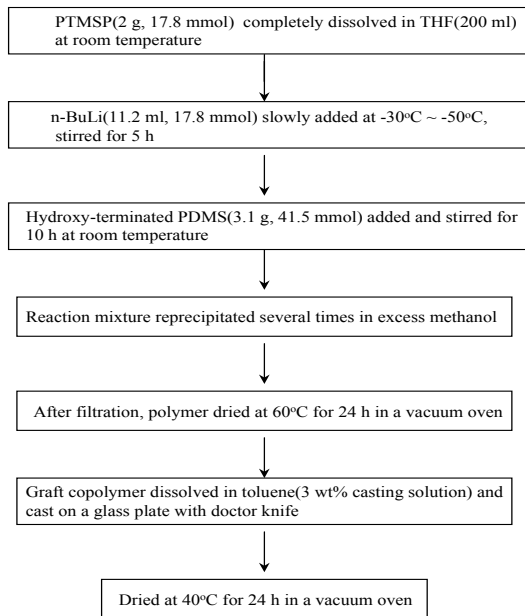 PTMSP(2 g, 17.8 mmol) completely dissolved in THF(200 ml)
at room temperature
n-BuLi(11.2 ml, 17.8 mmol) slowly added at -30°C ~ -50°C,
stirred for 5 h
Hydroxy-terminated PDMS(3.1 g, 41.5 mmol) added and stirred for
10 h at room temperature
Reaction mixture reprecipitated several times in excess methanol
After filtration, polymer dried at 60°C for 24 h in a vacuum oven
Graft copolymer dissolved in toluene(3 wt% casting solution) and
cast on a glass plate with doctor knife
Dried at 40°C for 24 h in a vacuum oven